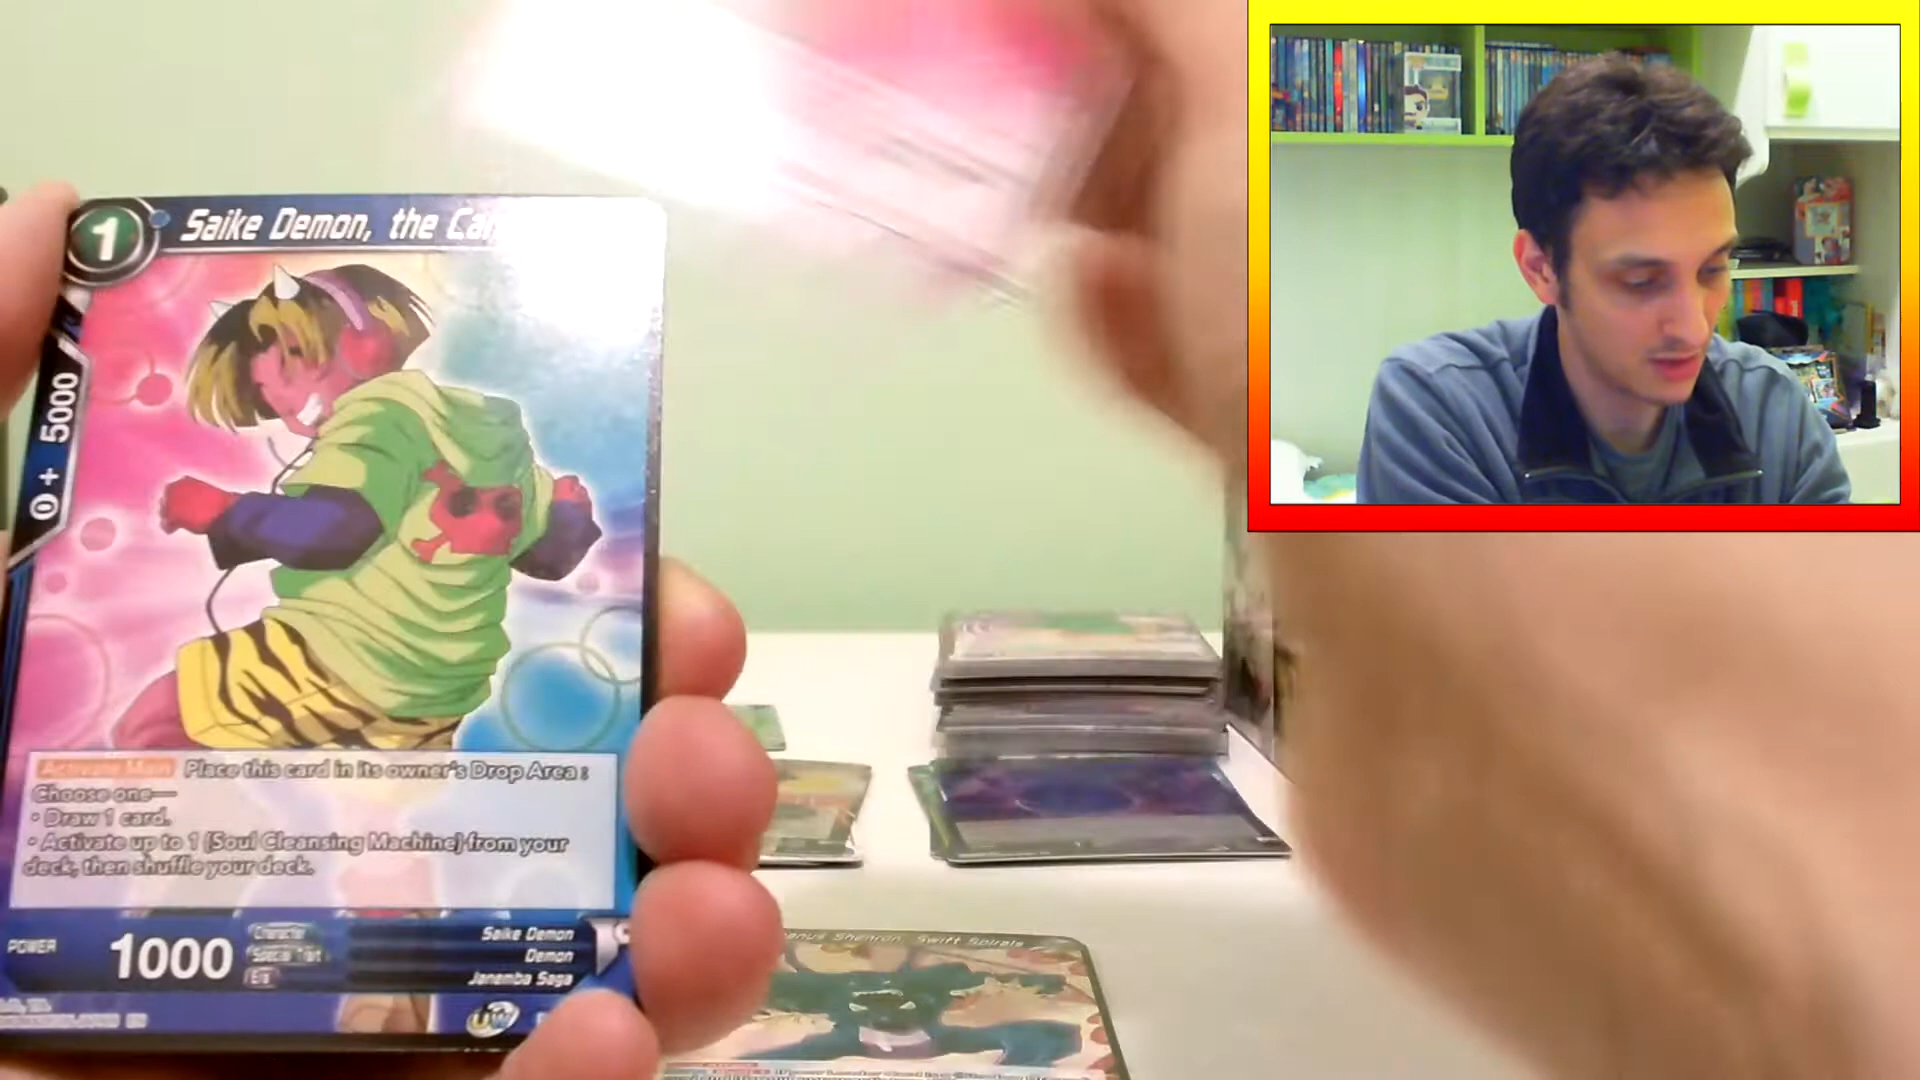 1
Saike Demon, the
5000
Activate Main Place this card in its owner's Drop Area :
Choose one—
• Draw 1 card.
• Activate up to 1 {Soul Cleansing Machine} from your
deck, then shuffle your deck.
POWER 1000
Character Saike Demon
Special Trait Demon
Era Janemba Saga
UW
Shenron, Swift Spirals